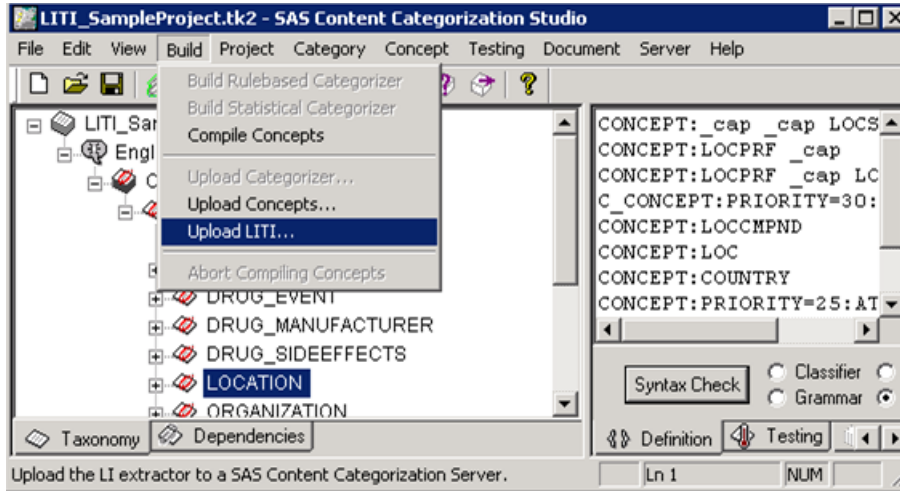 LITI_SampleProject.tk2 - SAS Content Categorization Studio
File Edit View Build Project Category Concept Testing Document Server Help
Build Rulebased Categorizer
Build Statistical Categorizer
Compile Concepts
Upload Categorizer...
Upload Concepts...
Upload LITI...
Abort Compiling Concepts
LITI_Sa
Engl
C
DRUG_EVENT
DRUG_MANUFACTURER
DRUG_SIDEEFFECTS
LOCATION
ORGANIZATION
Taxonomy Dependencies
CONCEPT:_cap _cap LOCS
CONCEPT:LOCPRF _cap
CONCEPT:LOCPRF _cap LC
C_CONCEPT:PRIORITY=30:
CONCEPT:LOCCMPND
CONCEPT:LOC
CONCEPT:COUNTRY
CONCEPT:PRIORITY=25:AT
Syntax Check
Classifier
Grammar
Definition Testing
Upload the LI extractor to a SAS Content Categorization Server.
Ln 1
NUM